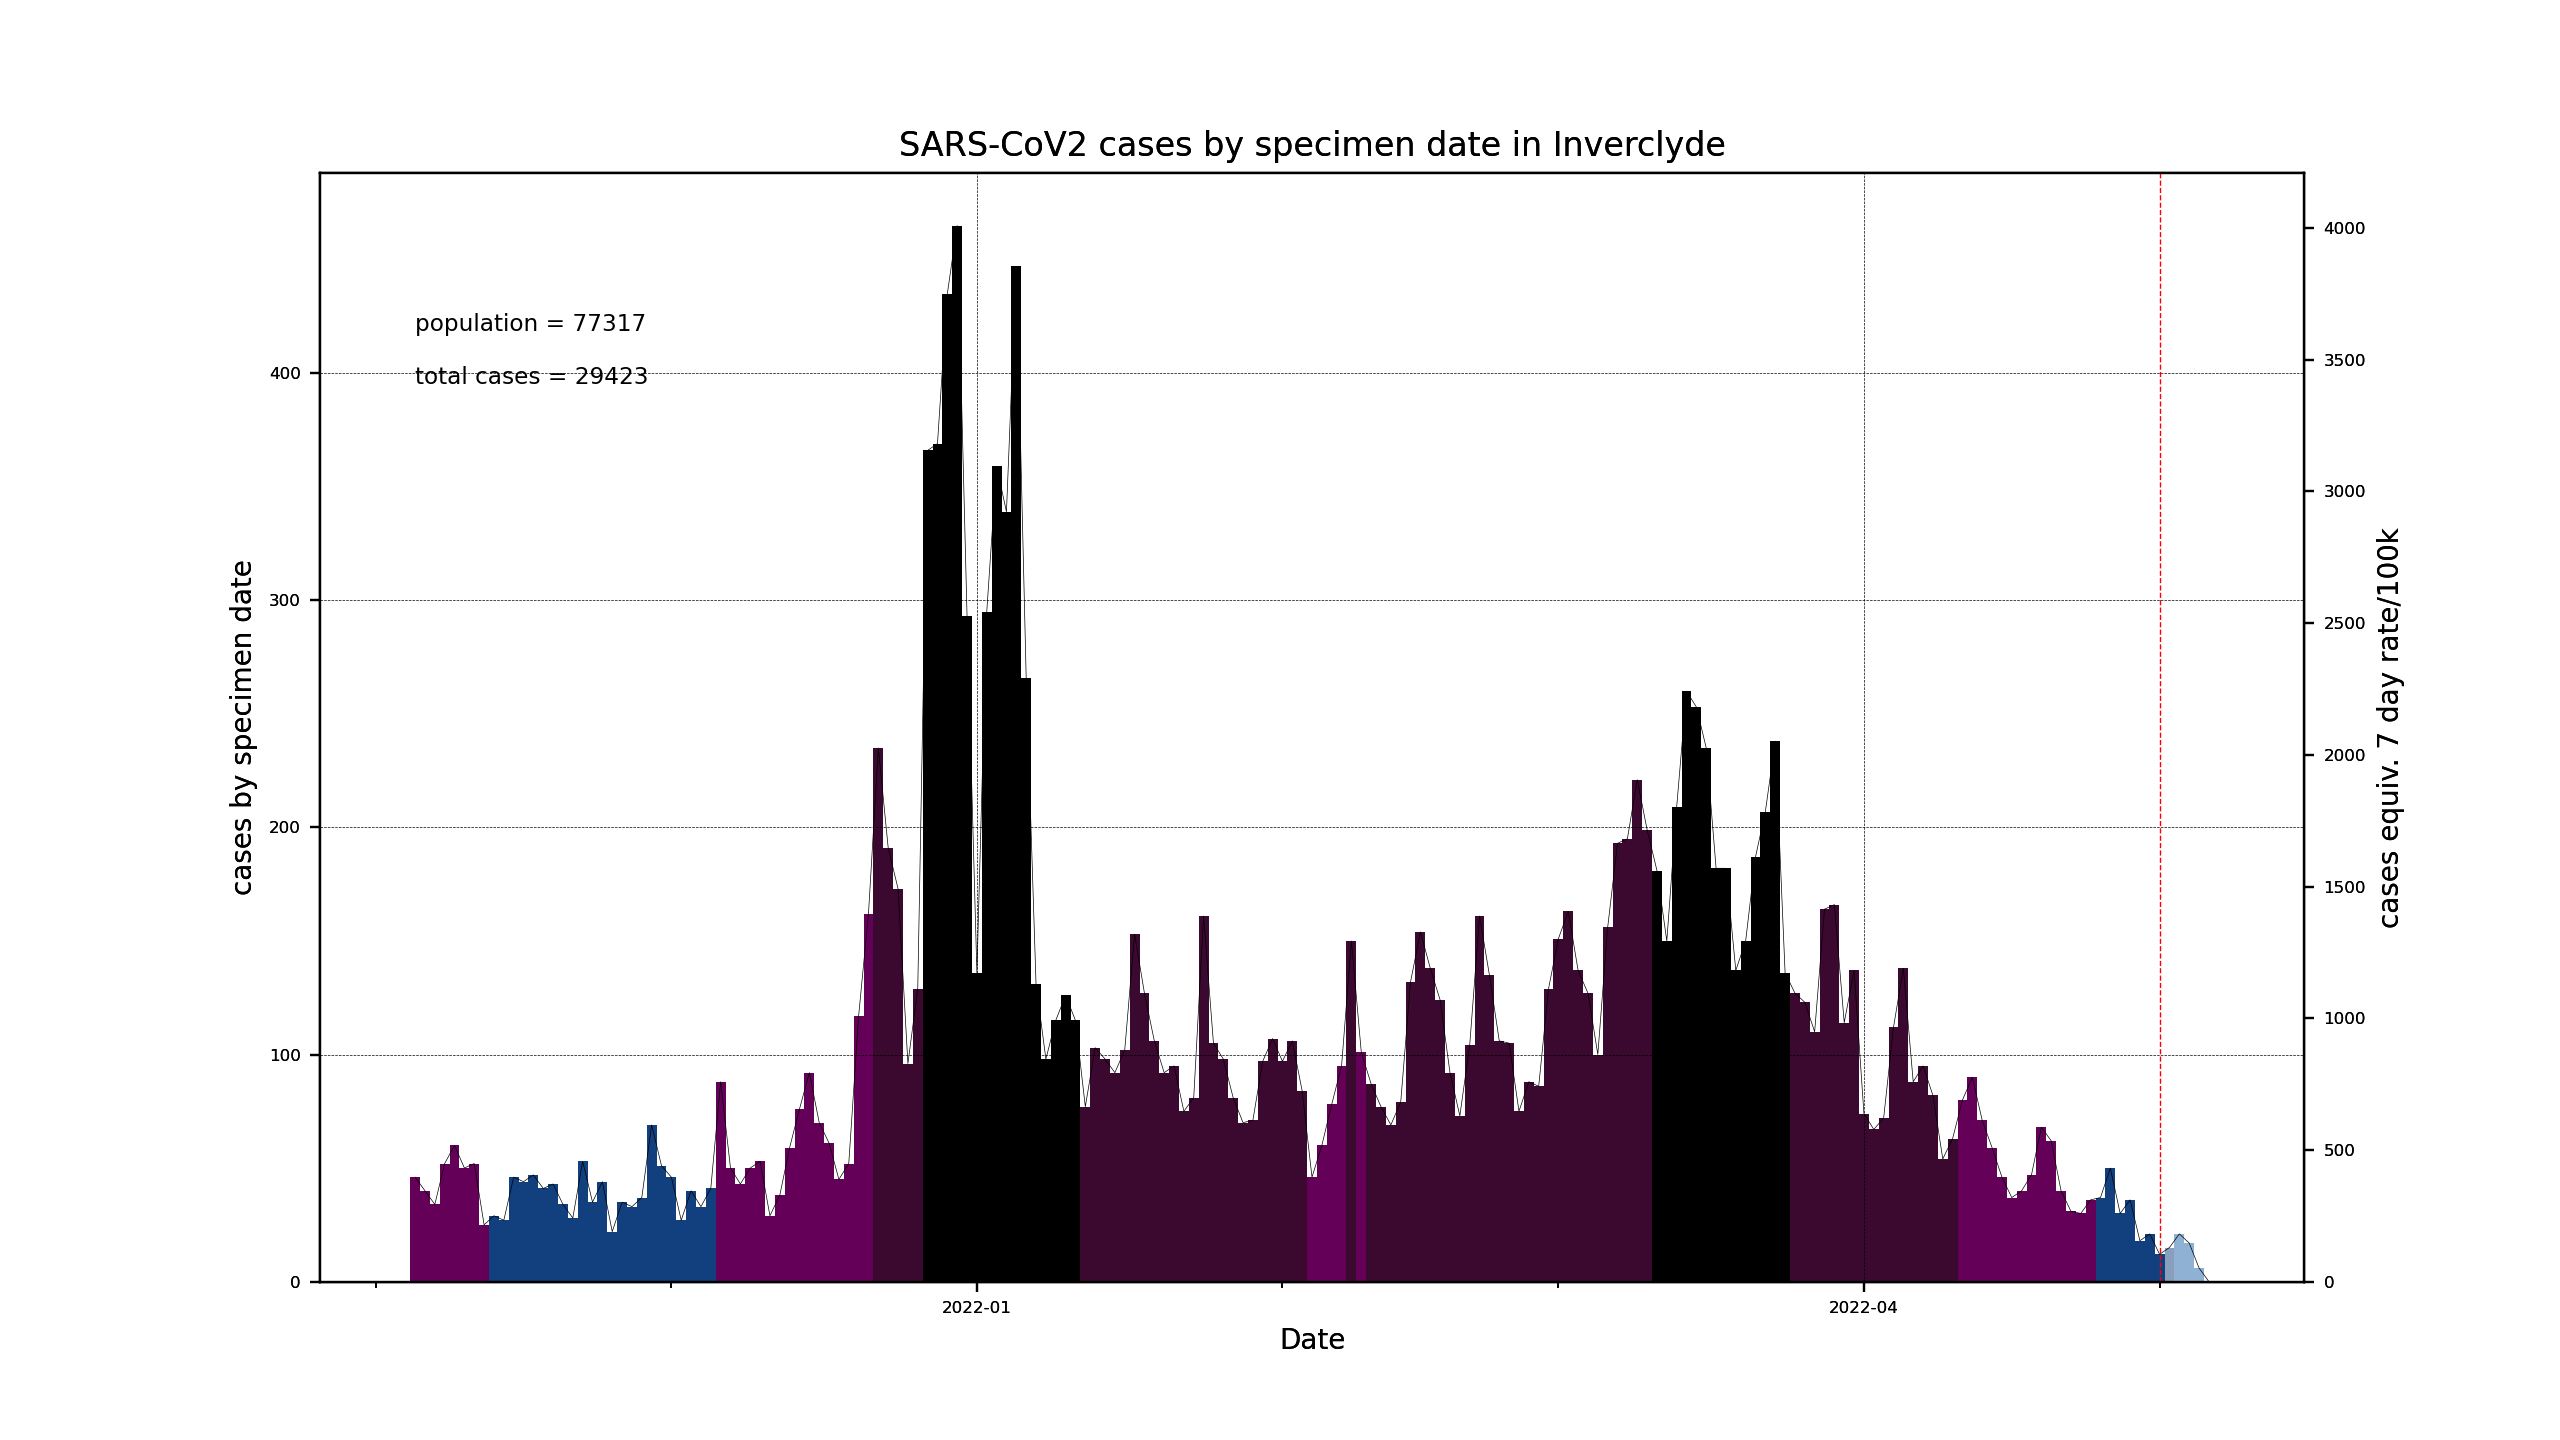 SARS-CoV2 cases by specimen date in Inverclyde
population = 77317
total cases = 29423
cases by specimen date
400
300
200
100
0
4000
3500
3000
2500
2000
1500
1000
500
0
cases equiv. 7 day rate/100k
2022-01
2022-04
Date